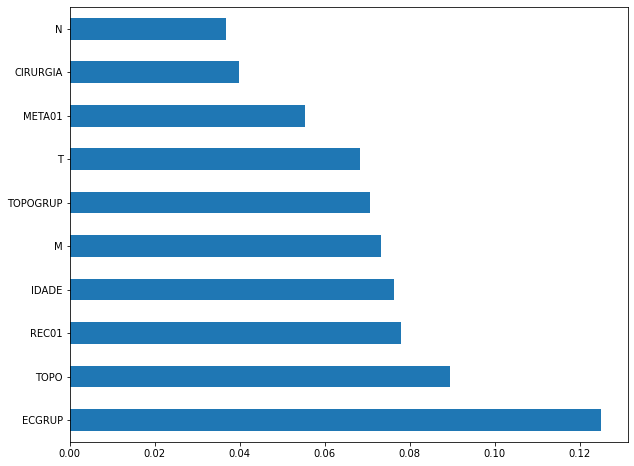 N
CIRURGIA
META01
T
TOPOGRUP
M
IDADE
REC01
TOPO
ECGRUP
0.00 0.02 0.04 0.06 0.08 0.10 0.12